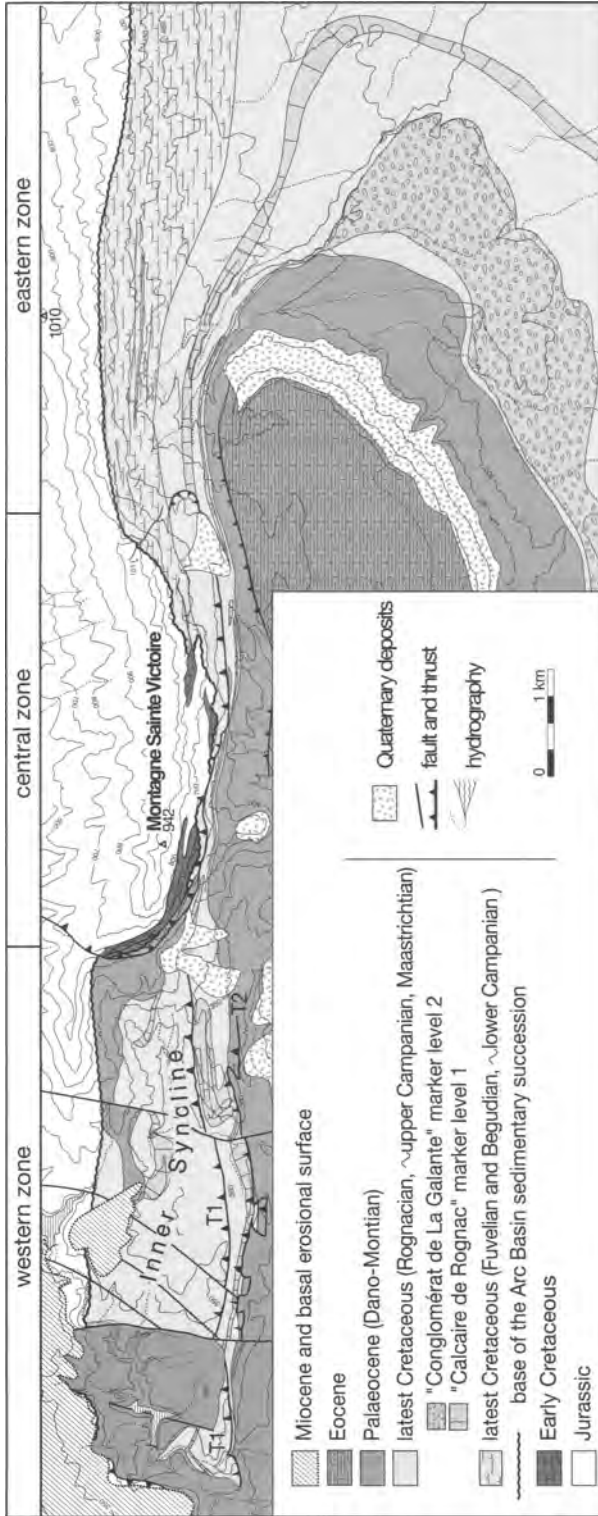 western zone
central zone
eastern zone
1010
Montagne Sainte Victoire
942
Inner Syncline
T1
T1
T2
Miocene and basal erosional surface
Eocene
Palaeocene (Dano-Montian)
latest Cretaceous (Rognacian, ~upper Campanian, Maastrichtian)
"Conglomérat de La Galante" marker level 2
"Calcaire de Rognac" marker level 1
latest Cretaceous (Fuvelian and Begudian, ~lower Campanian )
base of the Arc Basin sedimentary succession
Early Cretaceous
Jurassic
Quaternary deposits
fault and thrust
hydrography
0 1 km